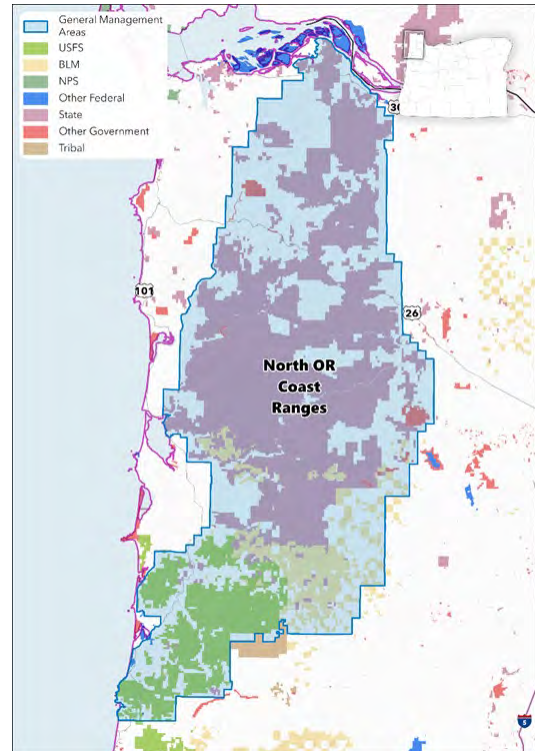 General Management
Areas
USFS
BLM
NPS
Other Federal
State
Other Government
Tribal
30
101
26
North OR
Coast
Ranges
5